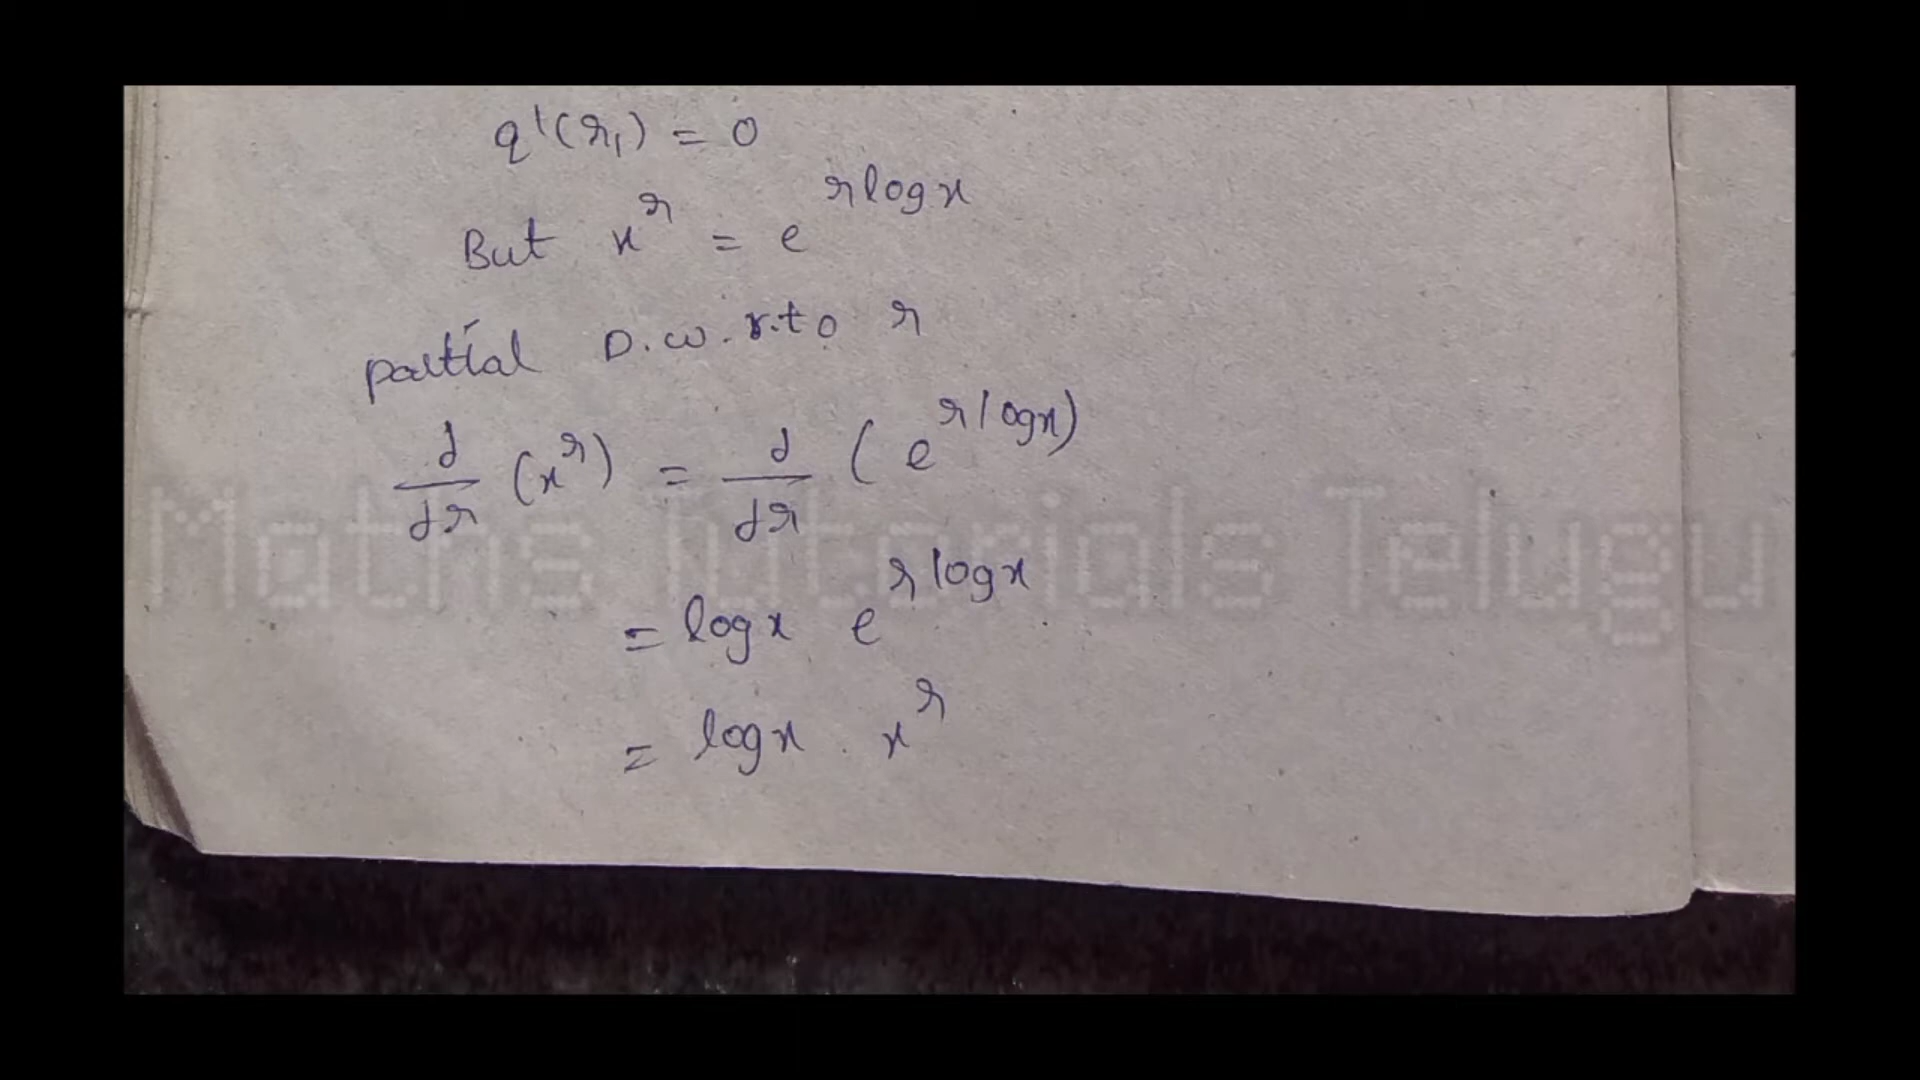 q'(r₁) = 0
But x^r = e^{r log x}
partial D.w.r.to r
∂/∂r (x^r) = ∂/∂r (e^{r log x})
Maths Tutorials Telugu
= log x e^{r log x}
= log x . x^r